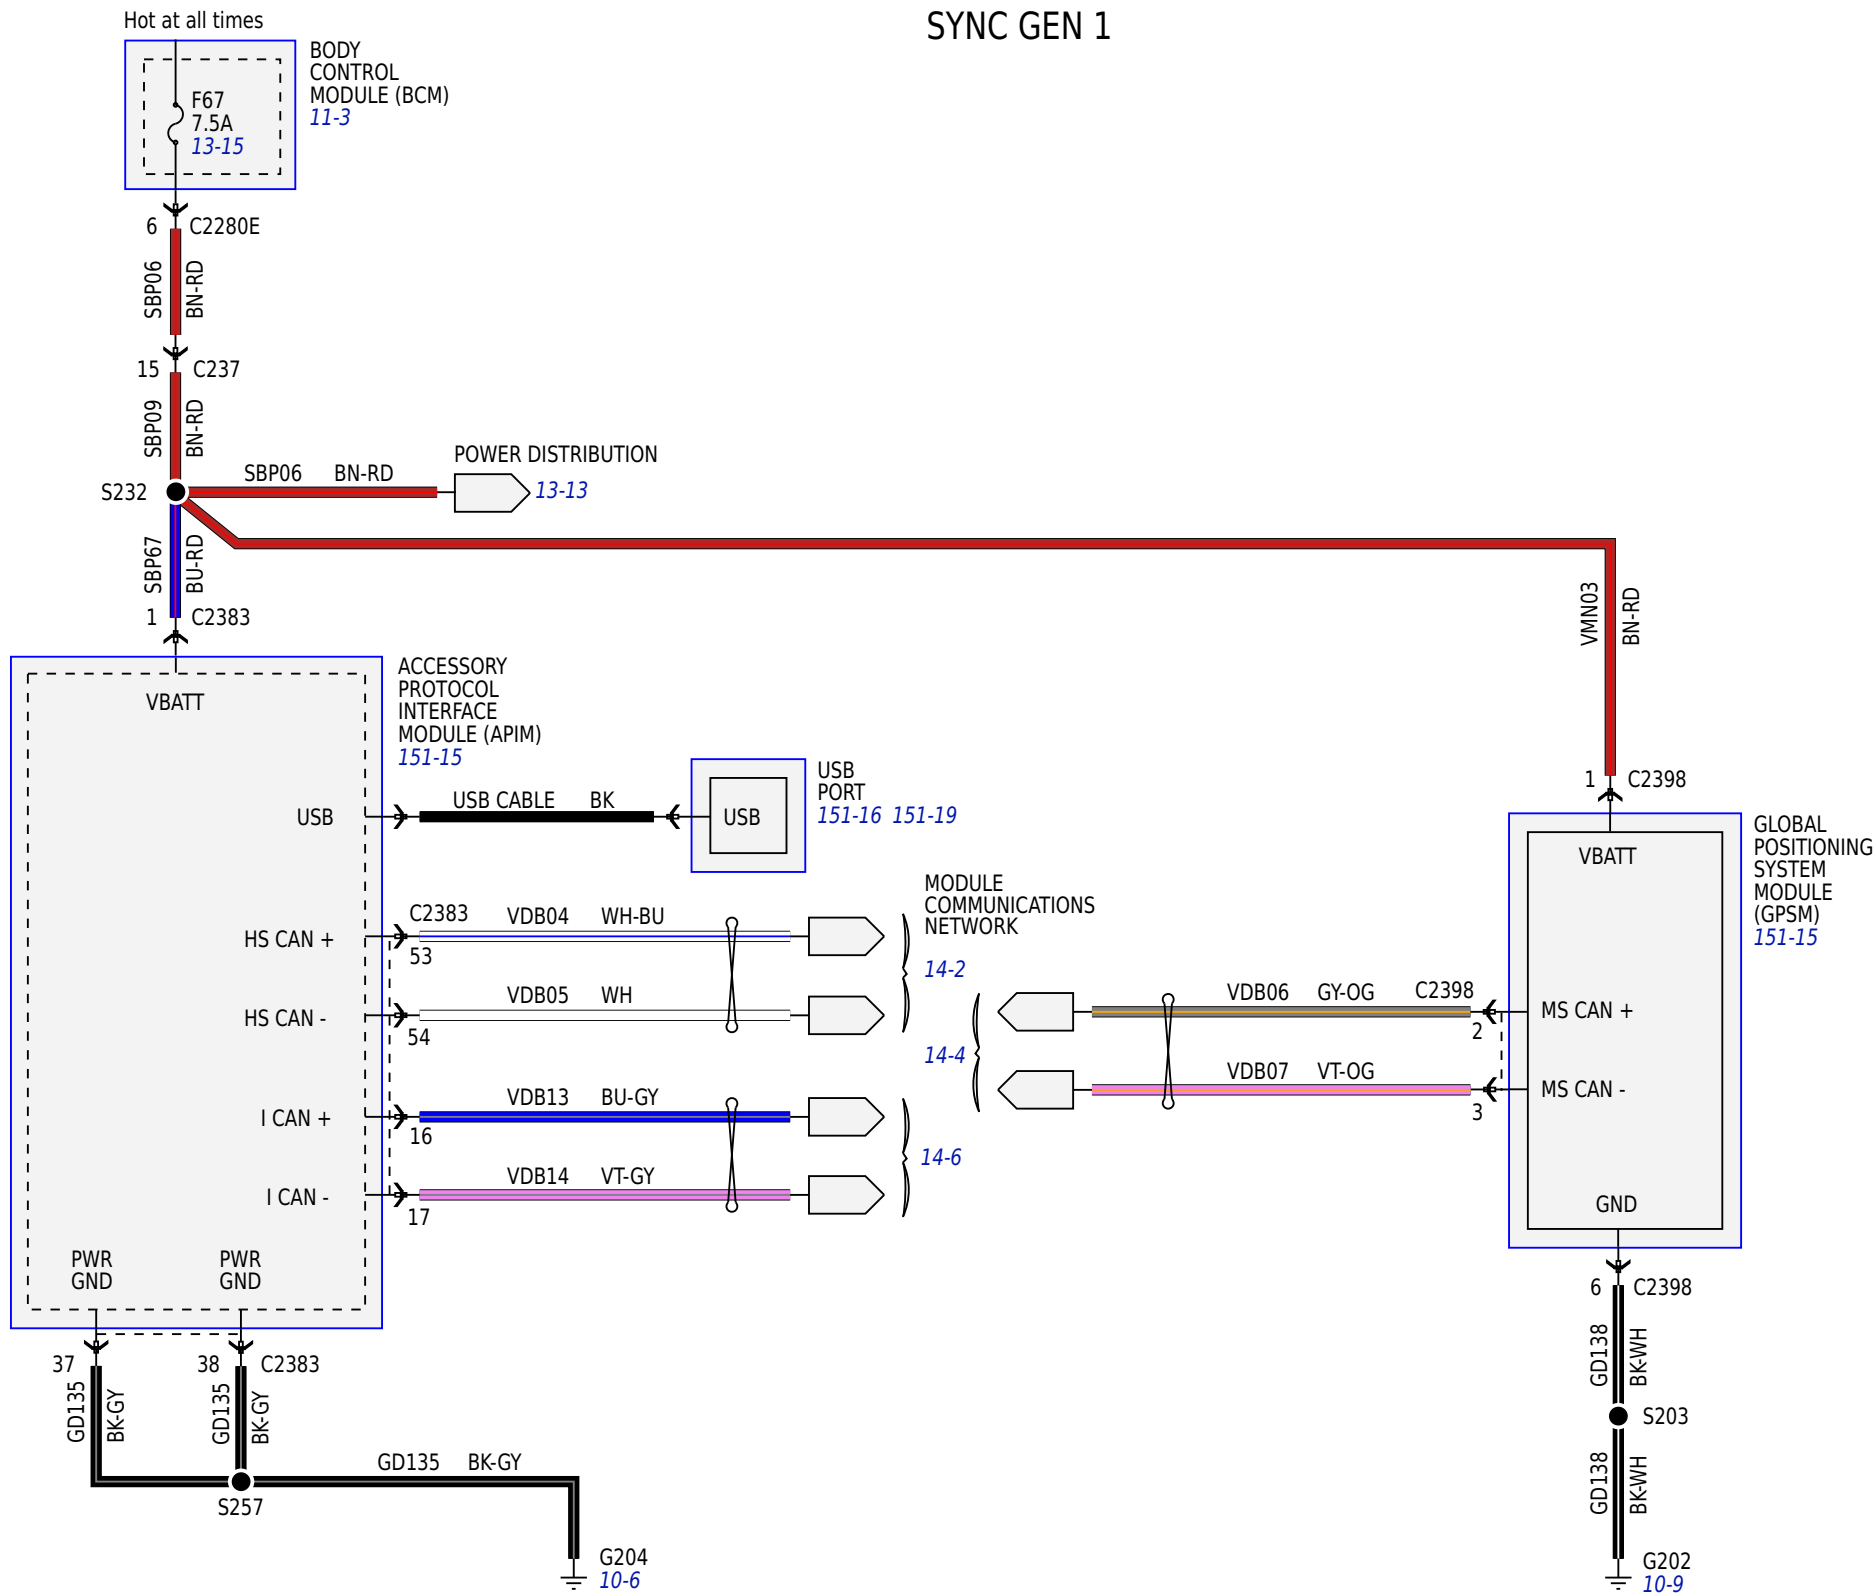 SYNC GEN 1
Hot at all times
BODY
CONTROL
MODULE (BCM)
11-3
F67
7.5A
13-15
6 C2280E
SBP06
BN-RD
15 C237
SBP09
BN-RD
S232
SBP06 BN-RD
POWER DISTRIBUTION
13-13
SBP67
BU-RD
1 C2383
VMN03
BN-RD
1 C2398
ACCESSORY
PROTOCOL
INTERFACE
MODULE (APIM)
151-15
VBATT
USB
USB CABLE BK
USB
USB
PORT
151-16 151-19
HS CAN +
C2383
53
VDB04 WH-BU
HS CAN -
54
VDB05 WH
I CAN +
16
VDB13 BU-GY
I CAN -
17
VDB14 VT-GY
MODULE
COMMUNICATIONS
NETWORK
14-2
14-4
14-6
VDB06 GY-OG C2398
2
MS CAN +
VDB07 VT-OG
3
MS CAN -
GLOBAL
POSITIONING
SYSTEM
MODULE
(GPSM)
151-15
VBATT
GND
PWR
GND
PWR
GND
37
38 C2383
GD135
BK-GY
GD135
BK-GY
GD135 BK-GY
S257
G204
10-6
6 C2398
GD138
BK-WH
S203
GD138
BK-WH
G202
10-9